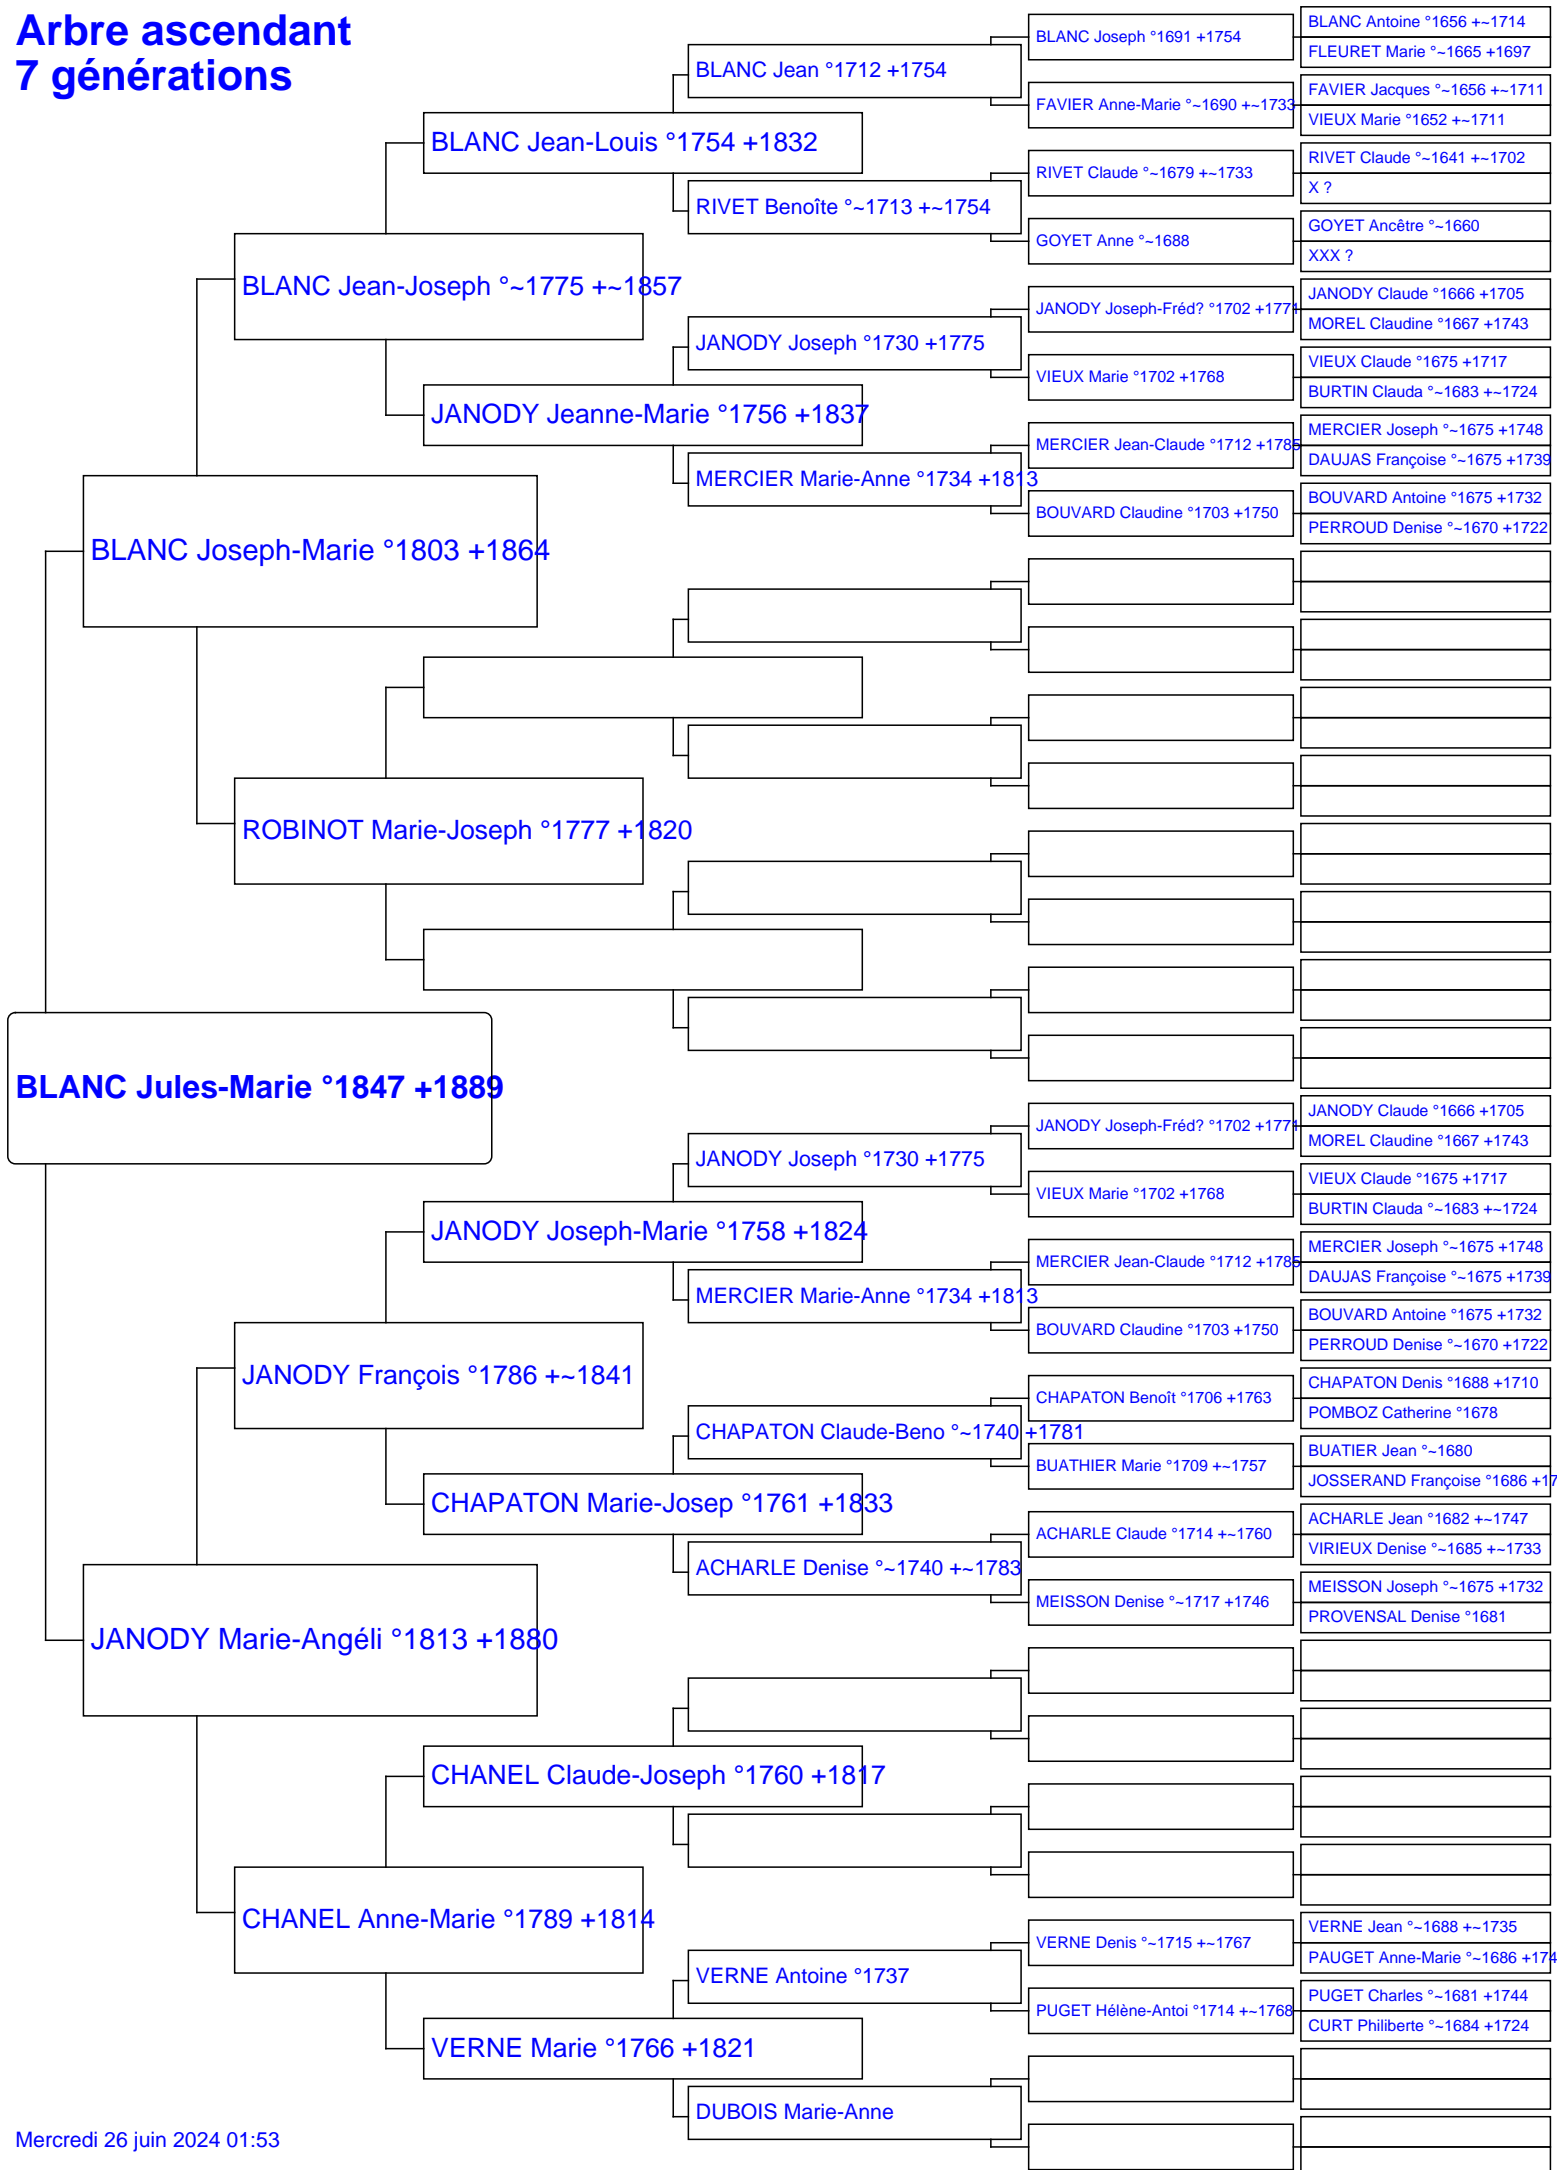 Arbre ascendant
7 générations
BLANC Jules-Marie °1847 +1889
BLANC Joseph-Marie °1803 +1864
JANODY Marie-Angéli °1813 +1880
BLANC Jean-Joseph °~1775 +~1857
ROBINOT Marie-Joseph °1777 +1820
JANODY François °1786 +~1841
CHANEL Anne-Marie °1789 +1814
BLANC Jean-Louis °1754 +1832
JANODY Jeanne-Marie °1756 +1837
JANODY Joseph-Marie °1758 +1824
CHAPATON Marie-Josep °1761 +1833
CHANEL Claude-Joseph °1760 +1817
VERNE Marie °1766 +1821
BLANC Jean °1712 +1754
RIVET Benoîte °~1713 +~1754
JANODY Joseph °1730 +1775
MERCIER Marie-Anne °1734 +1813
JANODY Joseph °1730 +1775
MERCIER Marie-Anne °1734 +1813
CHAPATON Claude-Beno °~1740 +1781
ACHARLE Denise °~1740 +~1783
VERNE Antoine °1737
DUBOIS Marie-Anne
BLANC Joseph °1691 +1754
FAVIER Anne-Marie °~1690 +~1733
RIVET Claude °~1679 +~1733
GOYET Anne °~1688
JANODY Joseph-Fréd? °1702 +1771
VIEUX Marie °1702 +1768
MERCIER Jean-Claude °1712 +1785
BOUVARD Claudine °1703 +1750
JANODY Joseph-Fréd? °1702 +1771
VIEUX Marie °1702 +1768
MERCIER Jean-Claude °1712 +1785
BOUVARD Claudine °1703 +1750
CHAPATON Benoît °1706 +1763
BUATHIER Marie °1709 +~1757
ACHARLE Claude °1714 +~1760
MEISSON Denise °~1717 +1746
VERNE Denis °~1715 +~1767
PUGET Hélène-Antoi °1714 +~1768
BLANC Antoine °1656 +~1714
FLEURET Marie °~1665 +1697
FAVIER Jacques °~1656 +~1711
VIEUX Marie °1652 +~1711
RIVET Claude °~1641 +~1702
X ?
GOYET Ancêtre °~1660
XXX ?
JANODY Claude °1666 +1705
MOREL Claudine °1667 +1743
VIEUX Claude °1675 +1717
BURTIN Clauda °~1683 +~1724
MERCIER Joseph °~1675 +1748
DAUJAS Françoise °~1675 +1739
BOUVARD Antoine °1675 +1732
PERROUD Denise °~1670 +1722
JANODY Claude °1666 +1705
MOREL Claudine °1667 +1743
VIEUX Claude °1675 +1717
BURTIN Clauda °~1683 +~1724
MERCIER Joseph °~1675 +1748
DAUJAS Françoise °~1675 +1739
BOUVARD Antoine °1675 +1732
PERROUD Denise °~1670 +1722
CHAPATON Denis °1688 +1710
POMBOZ Catherine °1678
BUATIER Jean °~1680
JOSSERAND Françoise °1686 +17
ACHARLE Jean °1682 +~1747
VIRIEUX Denise °~1685 +~1733
MEISSON Joseph °~1675 +1732
PROVENSAL Denise °1681
VERNE Jean °~1688 +~1735
PAUGET Anne-Marie °~1686 +174
PUGET Charles °~1681 +1744
CURT Philiberte °~1684 +1724
Mercredi 26 juin 2024 01:53